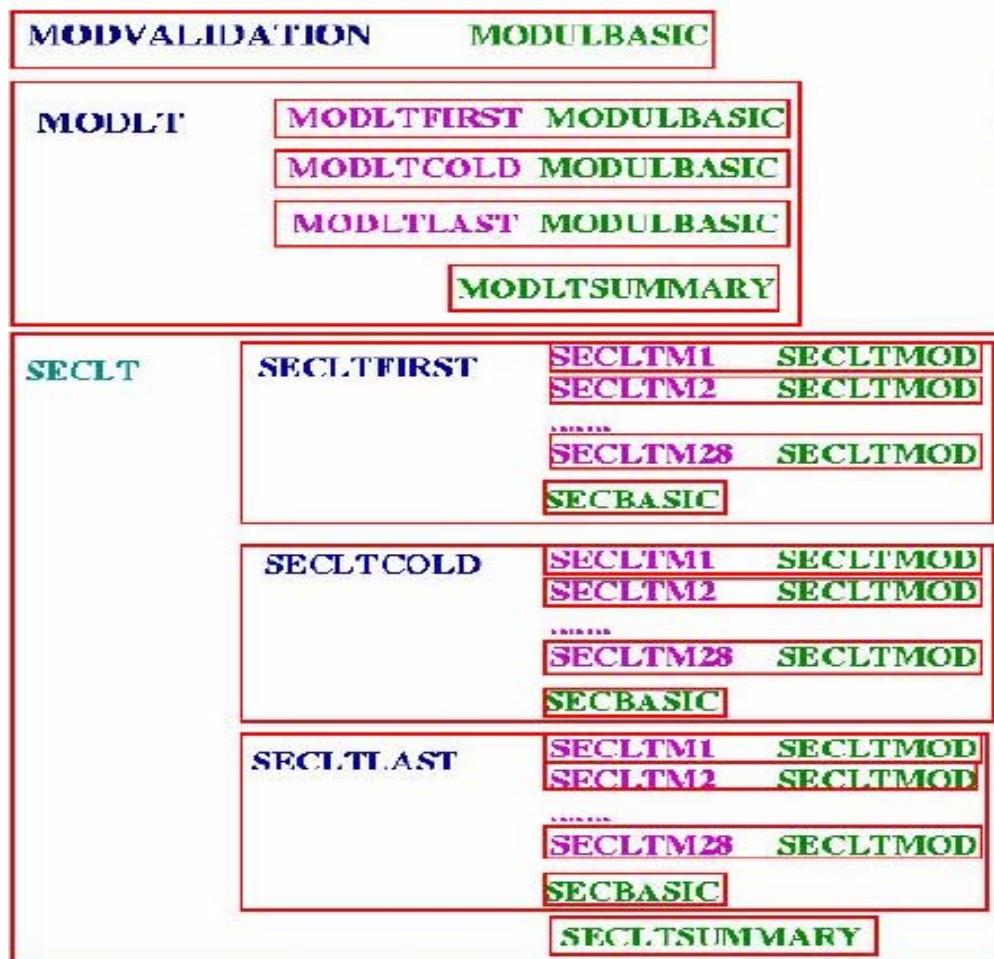 MODVALIDATION MODULBASIC
MODLT
MODLTFIRST MODULBASIC
MODLTCOLD MODULBASIC
MODLTLAST MODULBASIC
MODLTSUMMARY
SECLT
SECLTFIRST
SECLTM1 SECLTMOD
SECLTM2 SECLTMOD
.......
SECLTM28 SECLTMOD
SECBASIC
SECLTCOLD
SECLTM1 SECLTMOD
SECLTM2 SECLTMOD
.......
SECLTM28 SECLTMOD
SECBASIC
SECLTLAST
SECLTM1 SECLTMOD
SECLTM2 SECLTMOD
.......
SECLTM28 SECLTMOD
SECBASIC
SECLTSUMMARY